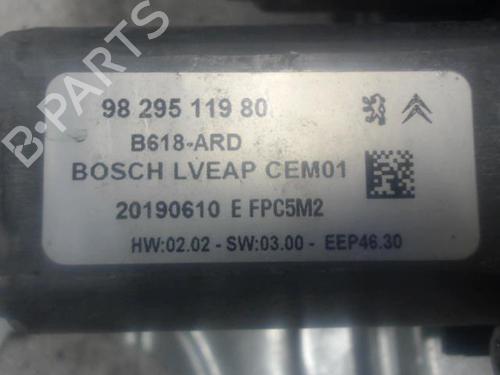 98 295 119 80
B618-ARD
BOSCH LVEAP CEM01
20190610 E FPC5M2
HW:02.02 - SW:03.00 - EEP46.30
B-PARTS